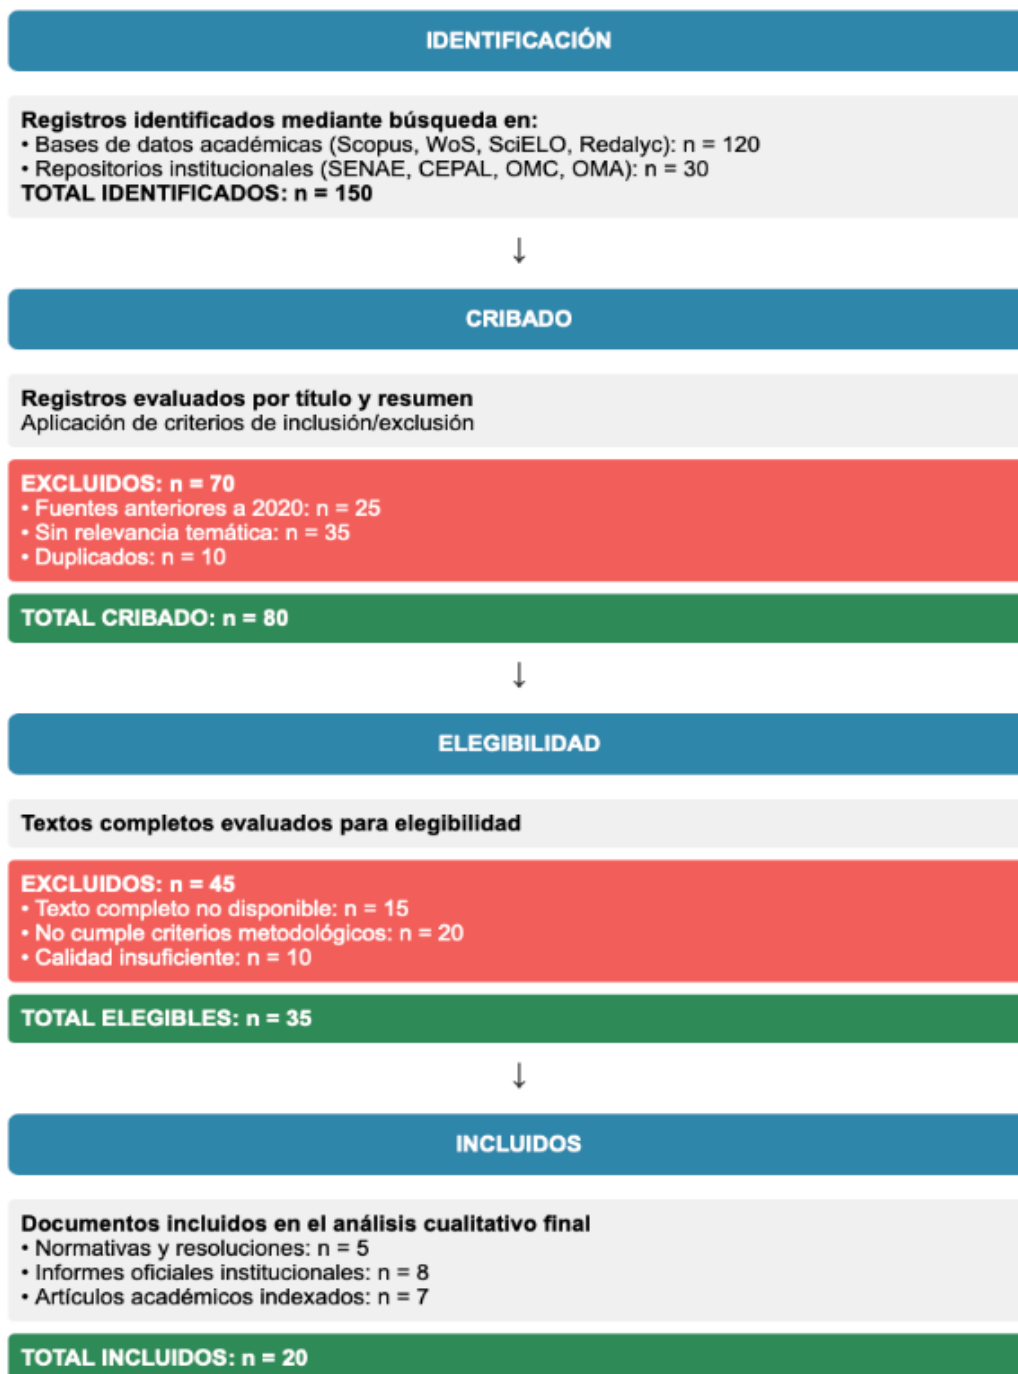 IDENTIFICACIÓN
Registros identificados mediante búsqueda en:
• Bases de datos académicas (Scopus, WoS, SciELO, Redalyc): n = 120
• Repositorios institucionales (SENAE, CEPAL, OMC, OMA): n = 30
TOTAL IDENTIFICADOS: n = 150
↓
CRIBADO
Registros evaluados por título y resumen
Aplicación de criterios de inclusión/exclusión
EXCLUIDOS: n = 70
• Fuentes anteriores a 2020: n = 25
• Sin relevancia temática: n = 35
• Duplicados: n = 10
TOTAL CRIBADO: n = 80
↓
ELEGIBILIDAD
Textos completos evaluados para elegibilidad
EXCLUIDOS: n = 45
• Texto completo no disponible: n = 15
• No cumple criterios metodológicos: n = 20
• Calidad insuficiente: n = 10
TOTAL ELEGIBLES: n = 35
↓
INCLUIDOS
Documentos incluidos en el análisis cualitativo final
• Normativas y resoluciones: n = 5
• Informes oficiales institucionales: n = 8
• Artículos académicos indexados: n = 7
TOTAL INCLUIDOS: n = 20